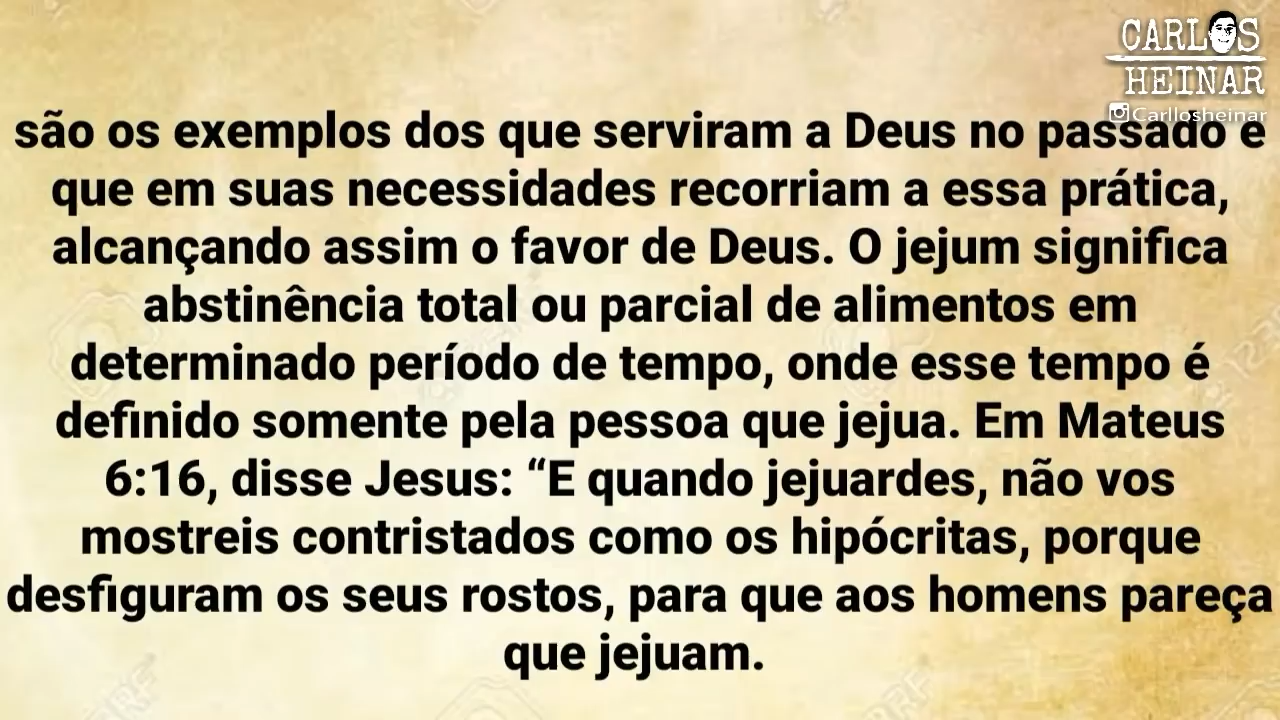 CARLOS
HEINAR
Carllosheinar
são os exemplos dos que serviram a Deus no passado e
que em suas necessidades recorriam a essa prática,
alcançando assim o favor de Deus. O jejum significa
abstinência total ou parcial de alimentos em
determinado período de tempo, onde esse tempo é
definido somente pela pessoa que jejua. Em Mateus
6:16, disse Jesus: “E quando jejuardes, não vos
mostreis contristados como os hipócritas, porque
desfiguram os seus rostos, para que aos homens pareça
que jejuam.